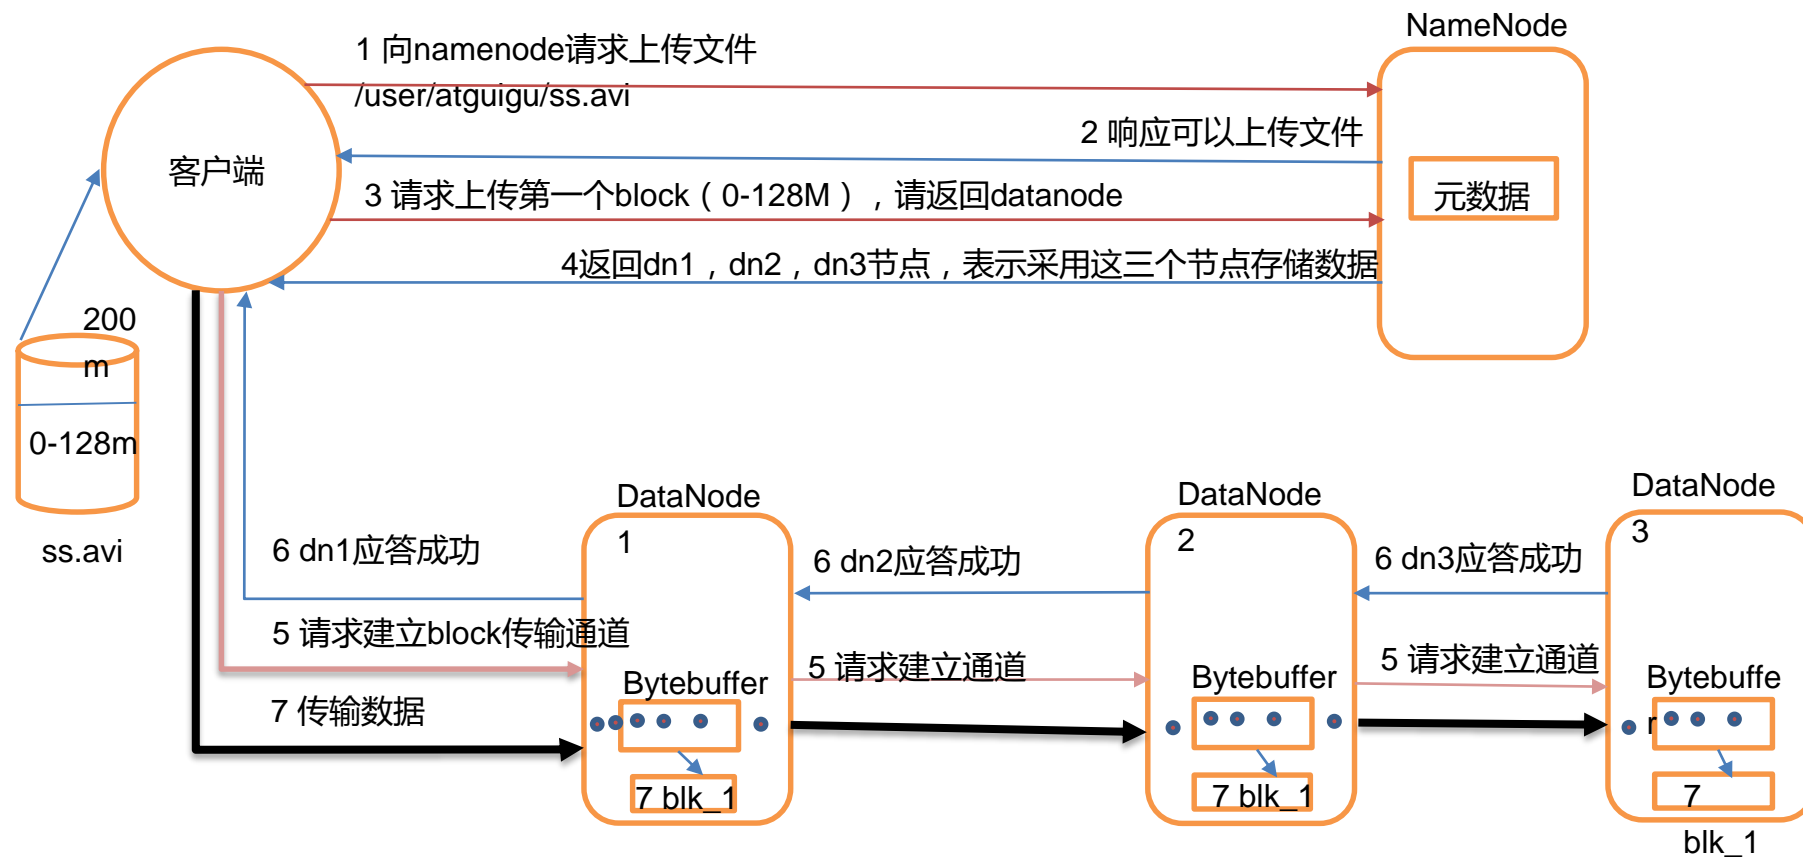 NameNode
1 向namenode请求上传文件
/user/atguigu/ss.avi
2 响应可以上传文件
客户端
3 请求上传第一个block（0-128M），请返回datanode
元数据
4返回dn1，dn2，dn3节点，表示采用这三个节点存储数据
200
m
0-128m
ss.avi
DataNode
1
DataNode
2
DataNode
3
6 dn1应答成功
6 dn2应答成功
6 dn3应答成功
5 请求建立block传输通道
5 请求建立通道
5 请求建立通道
Bytebuffer
Bytebuffer
Bytebuffe
r
7 传输数据
7 blk_1
7 blk_1
7
blk_1